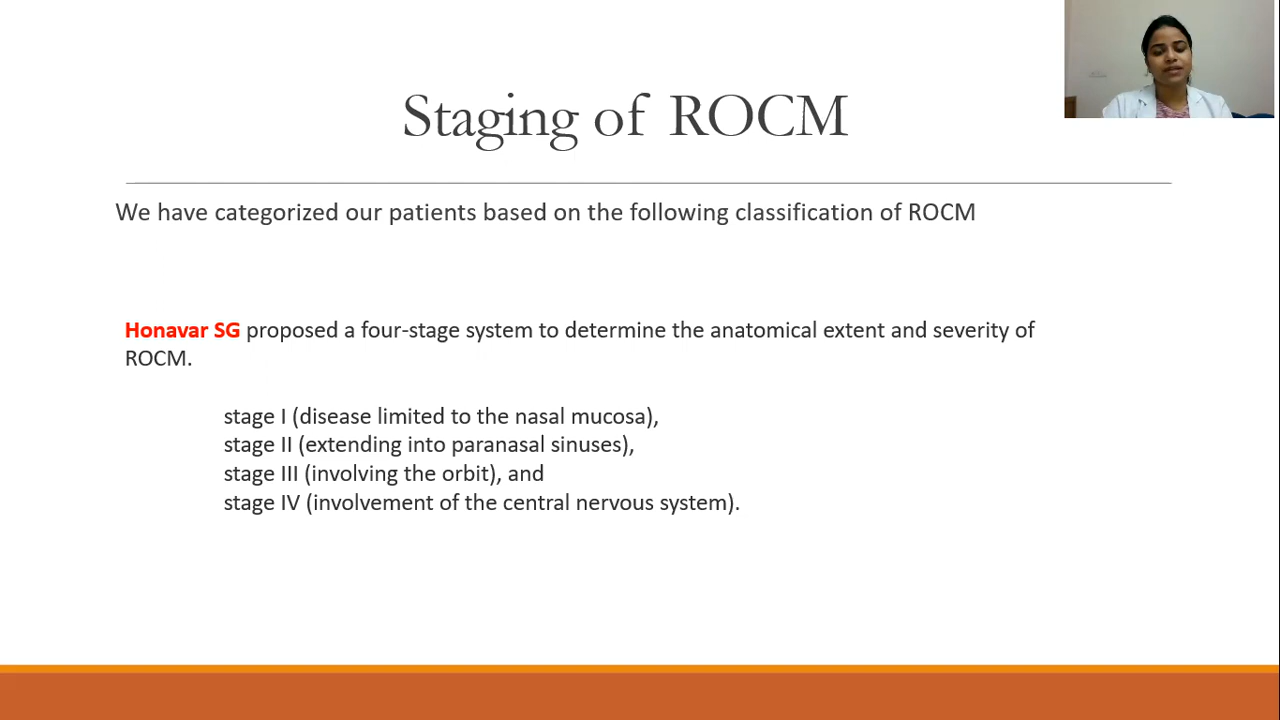 Staging of ROCM
We have categorized our patients based on the following classification of ROCM
Honavar SG proposed a four-stage system to determine the anatomical extent and severity of
ROCM.
stage I (disease limited to the nasal mucosa),
stage II (extending into paranasal sinuses),
stage III (involving the orbit), and
stage IV (involvement of the central nervous system).